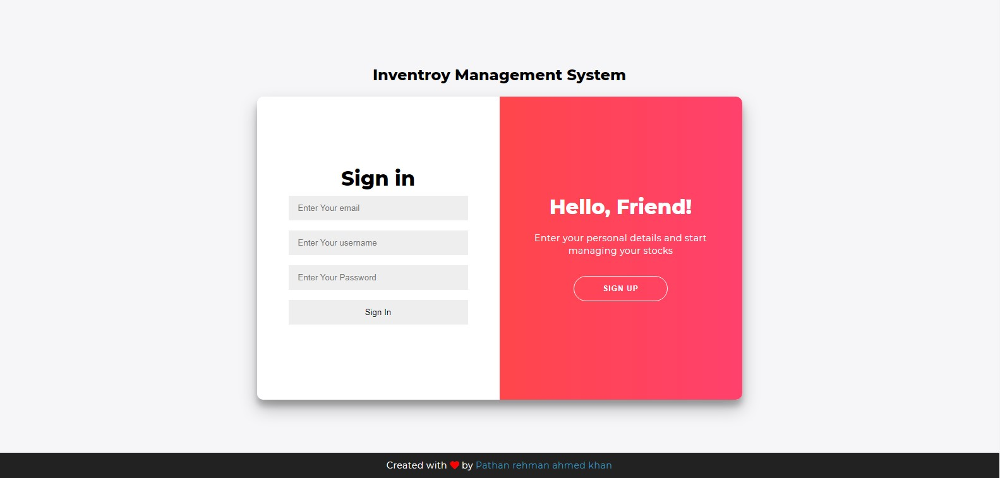 Inventroy Management System
Sign in
Enter Your email
Enter Your username
Enter Your Password
Sign In
Hello, Friend!
Enter your personal details and start
managing your stocks
SIGN UP
Created with ❤ by Pathan rehman ahmed khan